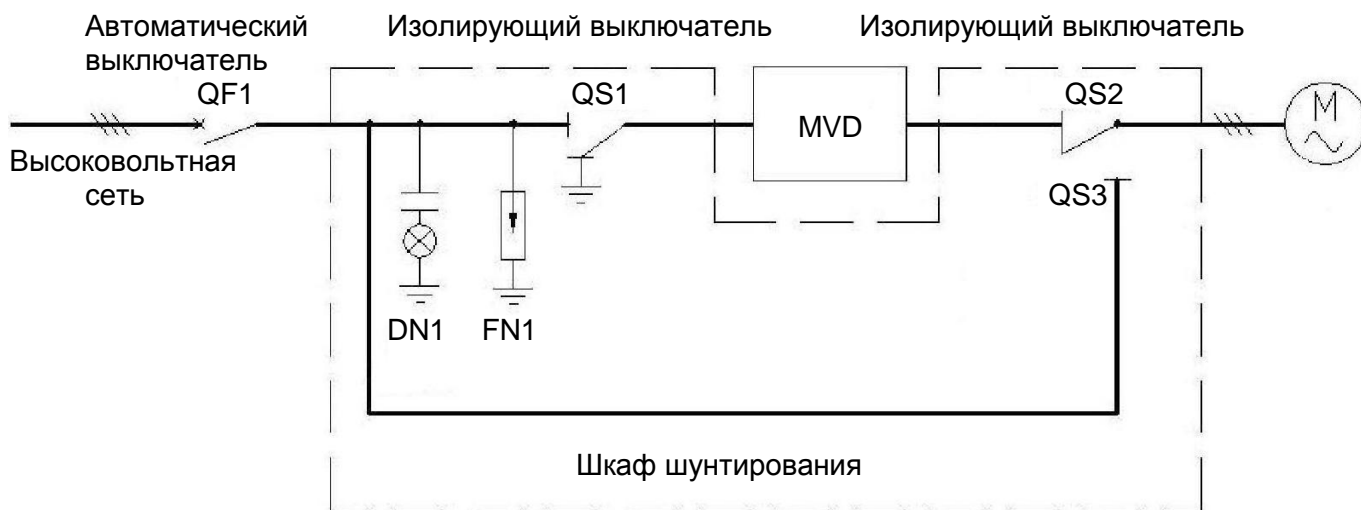 Автоматический
выключатель
Изолирующий выключатель
Изолирующий выключатель
QF1
QS1
QS2
M
MVD
Высоковольтная
сеть
QS3
DN1
FN1
Шкаф шунтирования